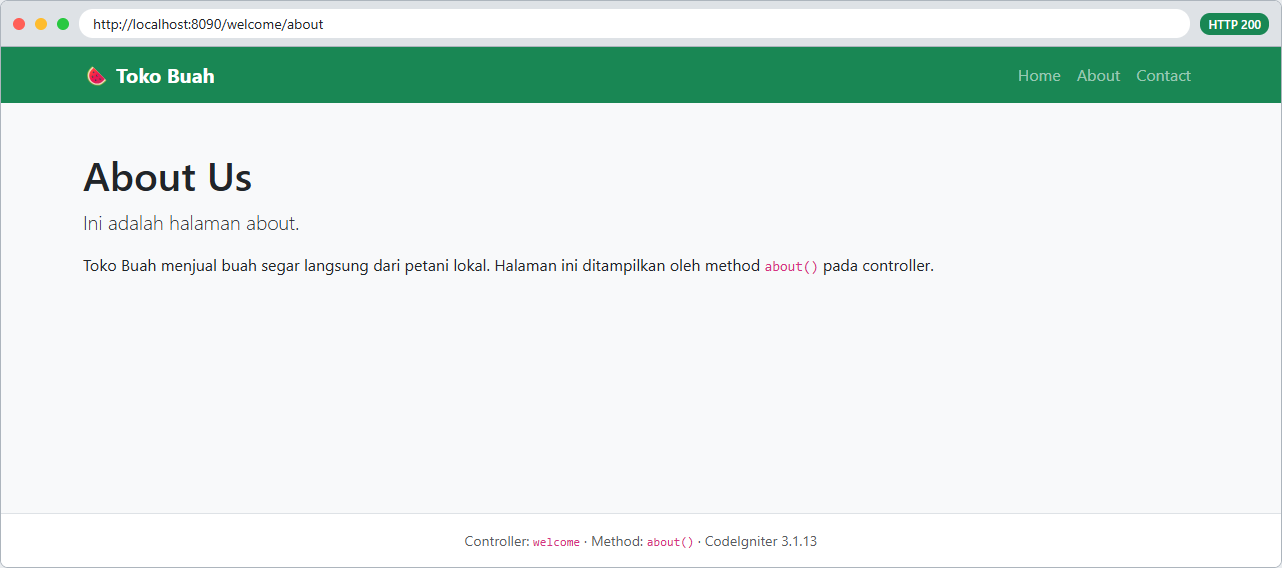 http://localhost:8090/welcome/about
HTTP 200
Toko Buah
Home About Contact
About Us
Ini adalah halaman about.
Toko Buah menjual buah segar langsung dari petani lokal. Halaman ini ditampilkan oleh method about() pada controller.
Controller: welcome · Method: about() · CodeIgniter 3.1.13